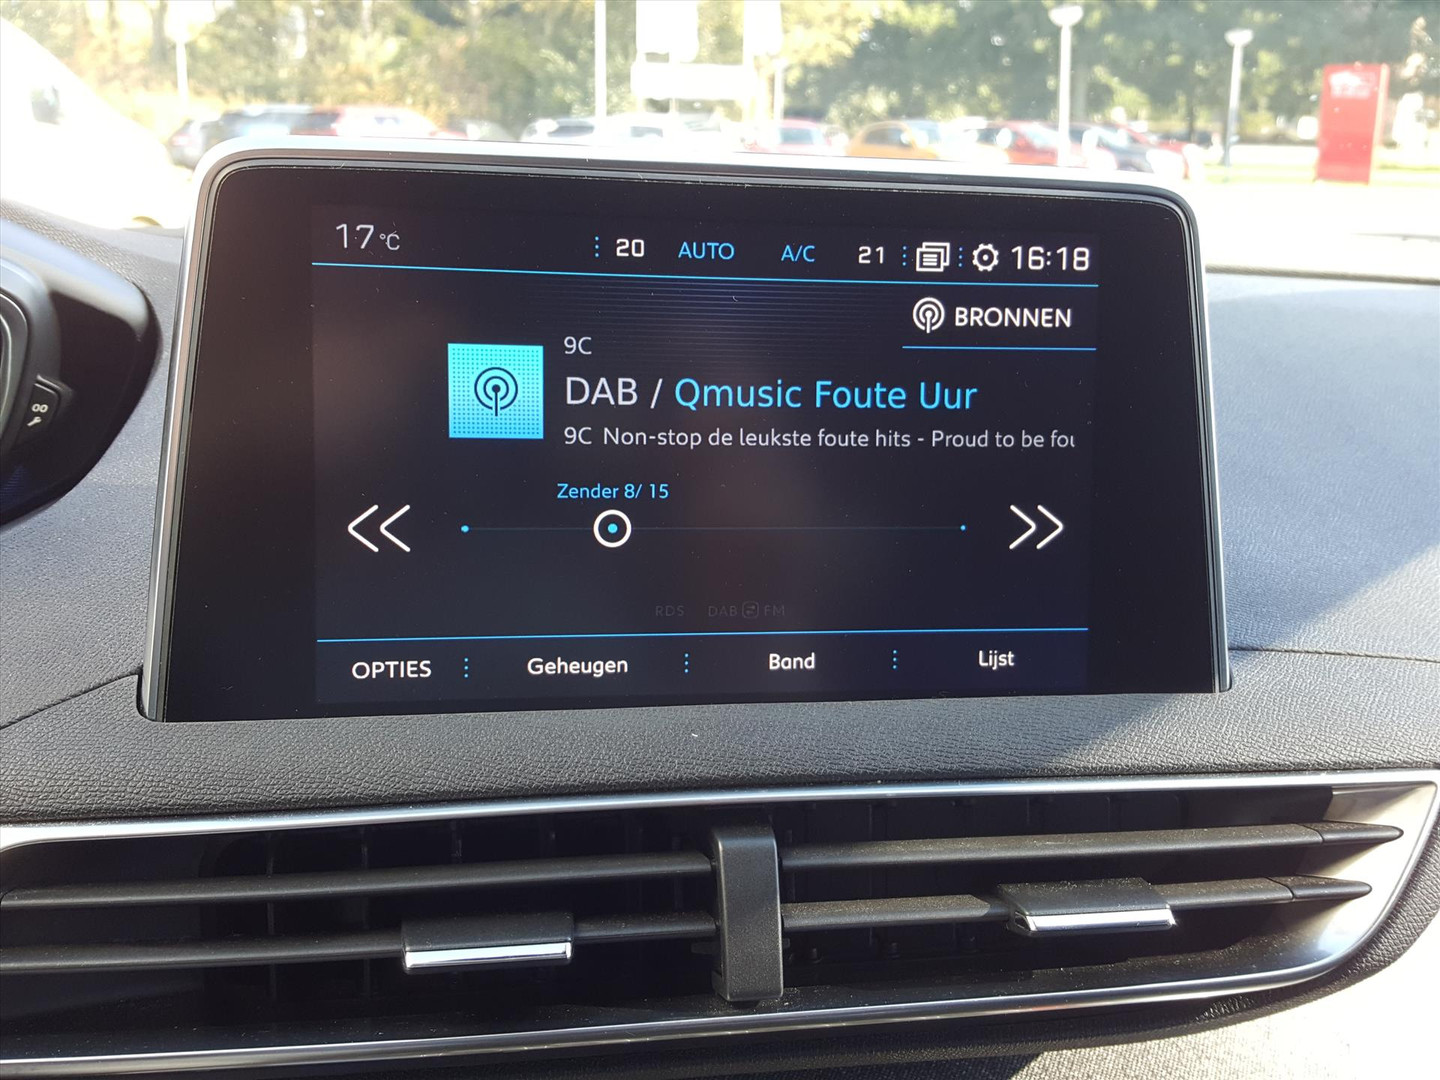 17 °C 20 AUTO A/C 21 16:18
BRONNEN
9C
DAB / Qmusic Foute Uur
9C Non-stop de leukste foute hits - Proud to be fou
Zender 8/ 15
RDS DAB FM
OPTIES Geheugen Band Lijst